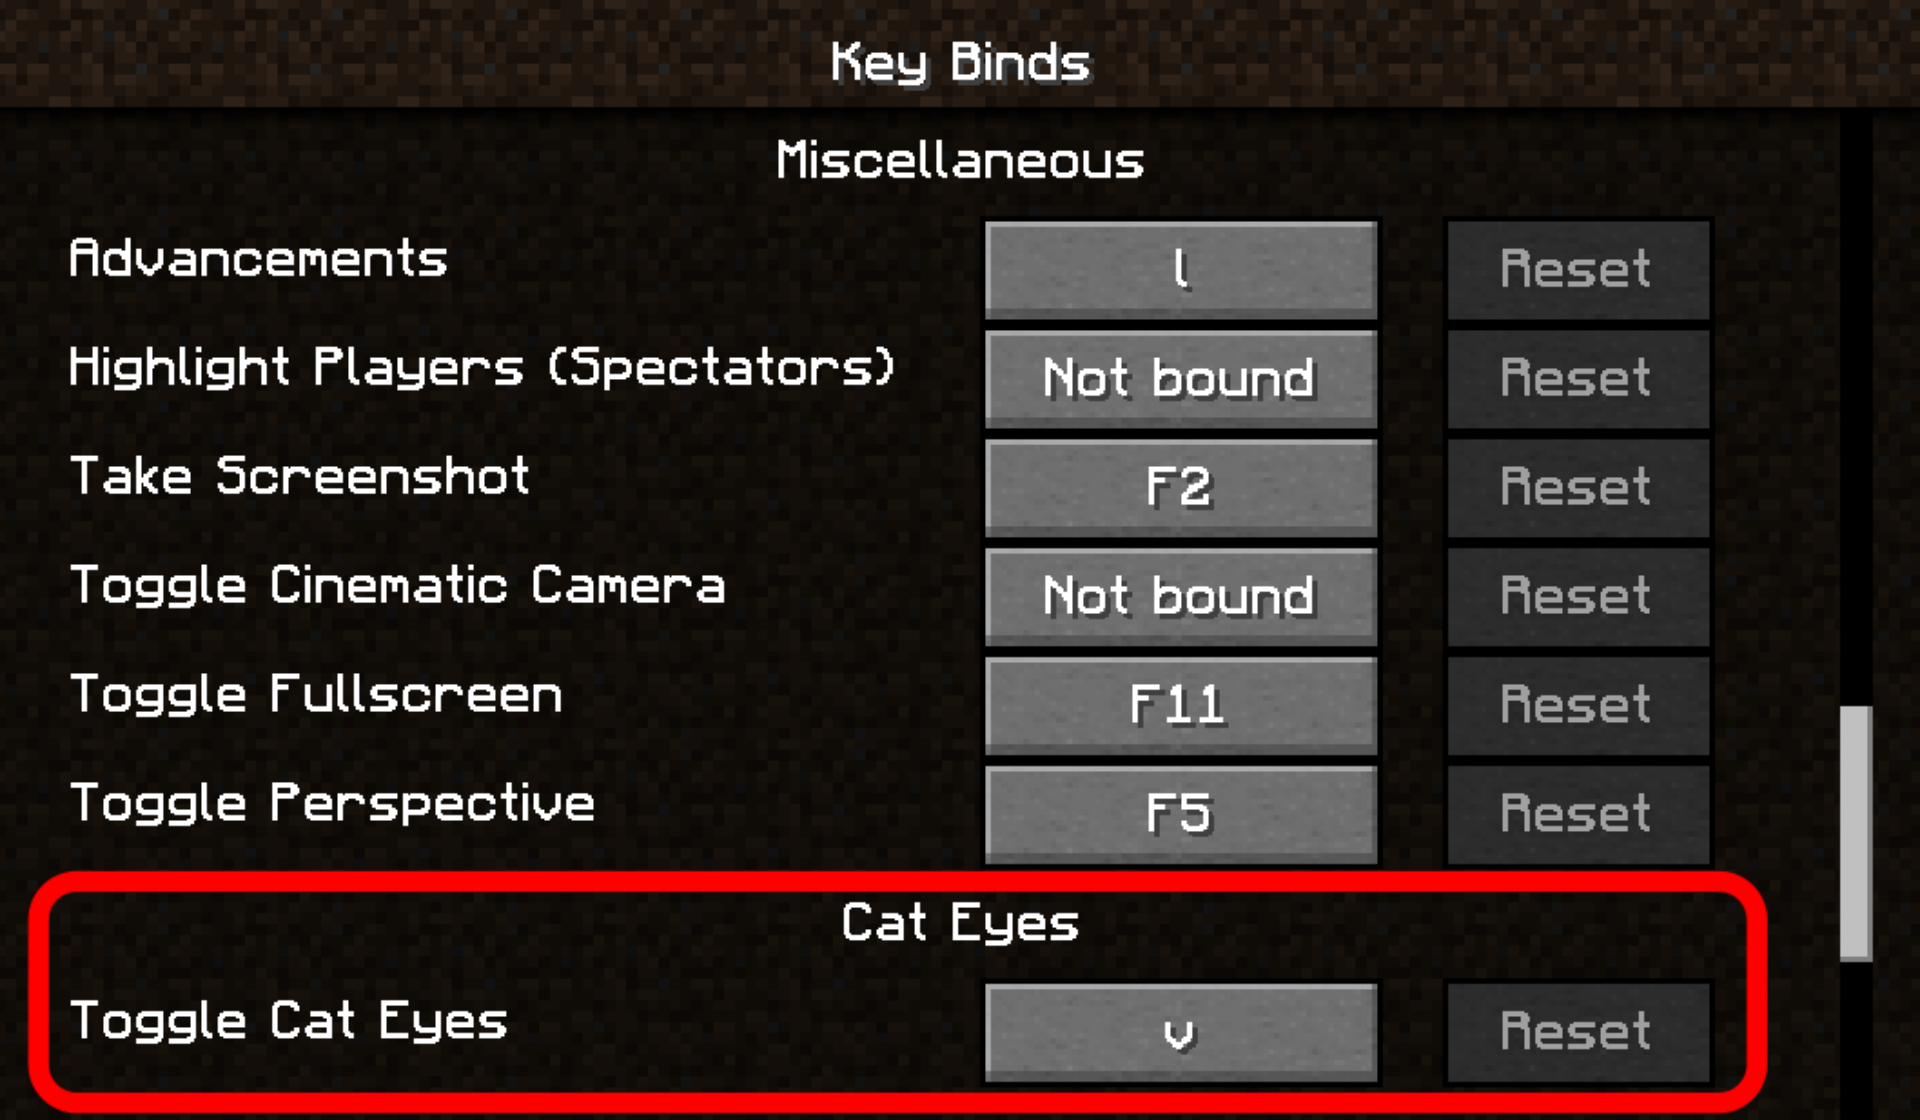 Key Binds
Miscellaneous
Advancements l Reset
Highlight Players (Spectators) Not bound Reset
Take Screenshot F2 Reset
Toggle Cinematic Camera Not bound Reset
Toggle Fullscreen F11 Reset
Toggle Perspective F5 Reset
Cat Eyes
Toggle Cat Eyes v Reset